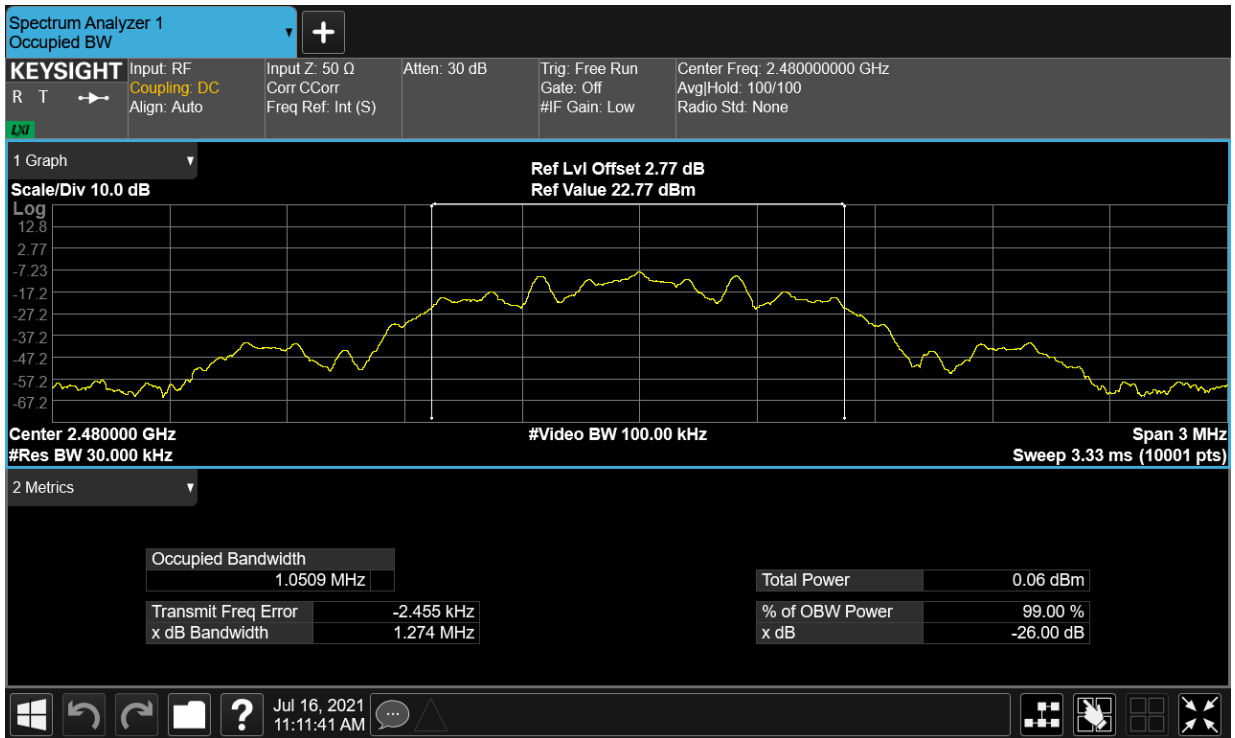 Spectrum Analyzer 1
Occupied BW
KEYSIGHT
R T
LXI
Input: RF
Coupling: DC
Align: Auto
Input Z: 50 Ω
Corr CCorr
Freq Ref: Int (S)
Atten: 30 dB
Trig: Free Run
Gate: Off
#IF Gain: Low
Center Freq: 2.480000000 GHz
Avg|Hold: 100/100
Radio Std: None
1 Graph
Scale/Div 10.0 dB
Ref Lvl Offset 2.77 dB
Ref Value 22.77 dBm
Log
12.8
2.77
-7.23
-17.2
-27.2
-37.2
-47.2
-57.2
-67.2
Center 2.480000 GHz
#Video BW 100.00 kHz
Span 3 MHz
#Res BW 30.000 kHz
Sweep 3.33 ms (10001 pts)
2 Metrics
Occupied Bandwidth
1.0509 MHz
Total Power 0.06 dBm
Transmit Freq Error -2.455 kHz
% of OBW Power 99.00 %
x dB Bandwidth 1.274 MHz
x dB -26.00 dB
?
Jul 16, 2021
11:11:41 AM